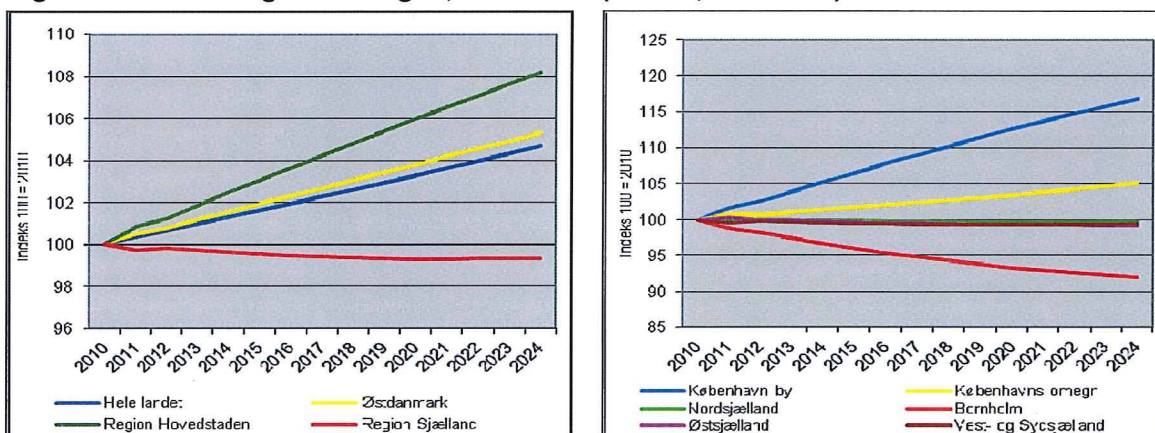 110
108
106
104
102
100
98
96
Indeks 100 = 2010
2010 2011 2012 2013 2014 2015 2016 2017 2018 2019 2020 2021 2022 2023 2024
Hele landet Østdanmark
Region Hovedstaden Region Sjælland
125
120
115
110
105
100
95
90
85
Indeks 100 = 2010
2010 2011 2012 2013 2014 2015 2016 2017 2018 2019 2020 2021 2022 2023 2024
København by Københavns omegn
Nordsjælland Bornholm
Østsjælland Vest- og Sydsjælland